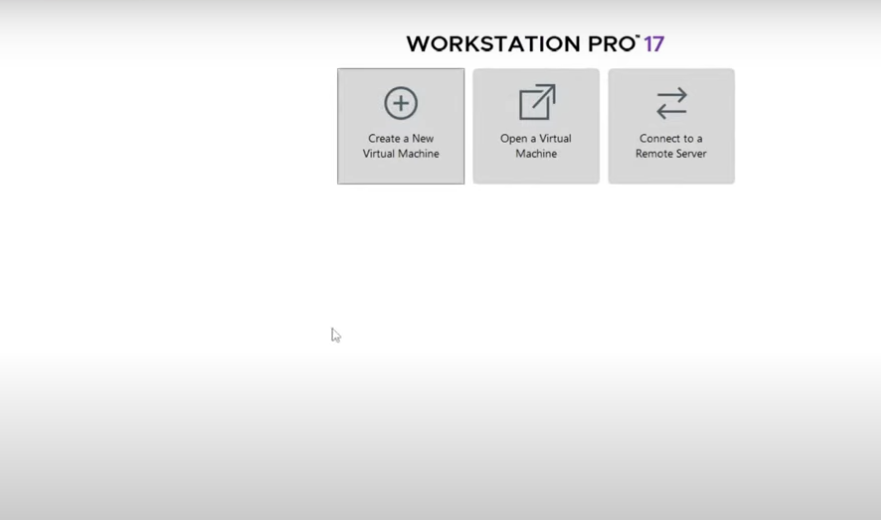 WORKSTATION PRO™ 17
Create a New
Virtual Machine
Open a Virtual
Machine
Connect to a
Remote Server